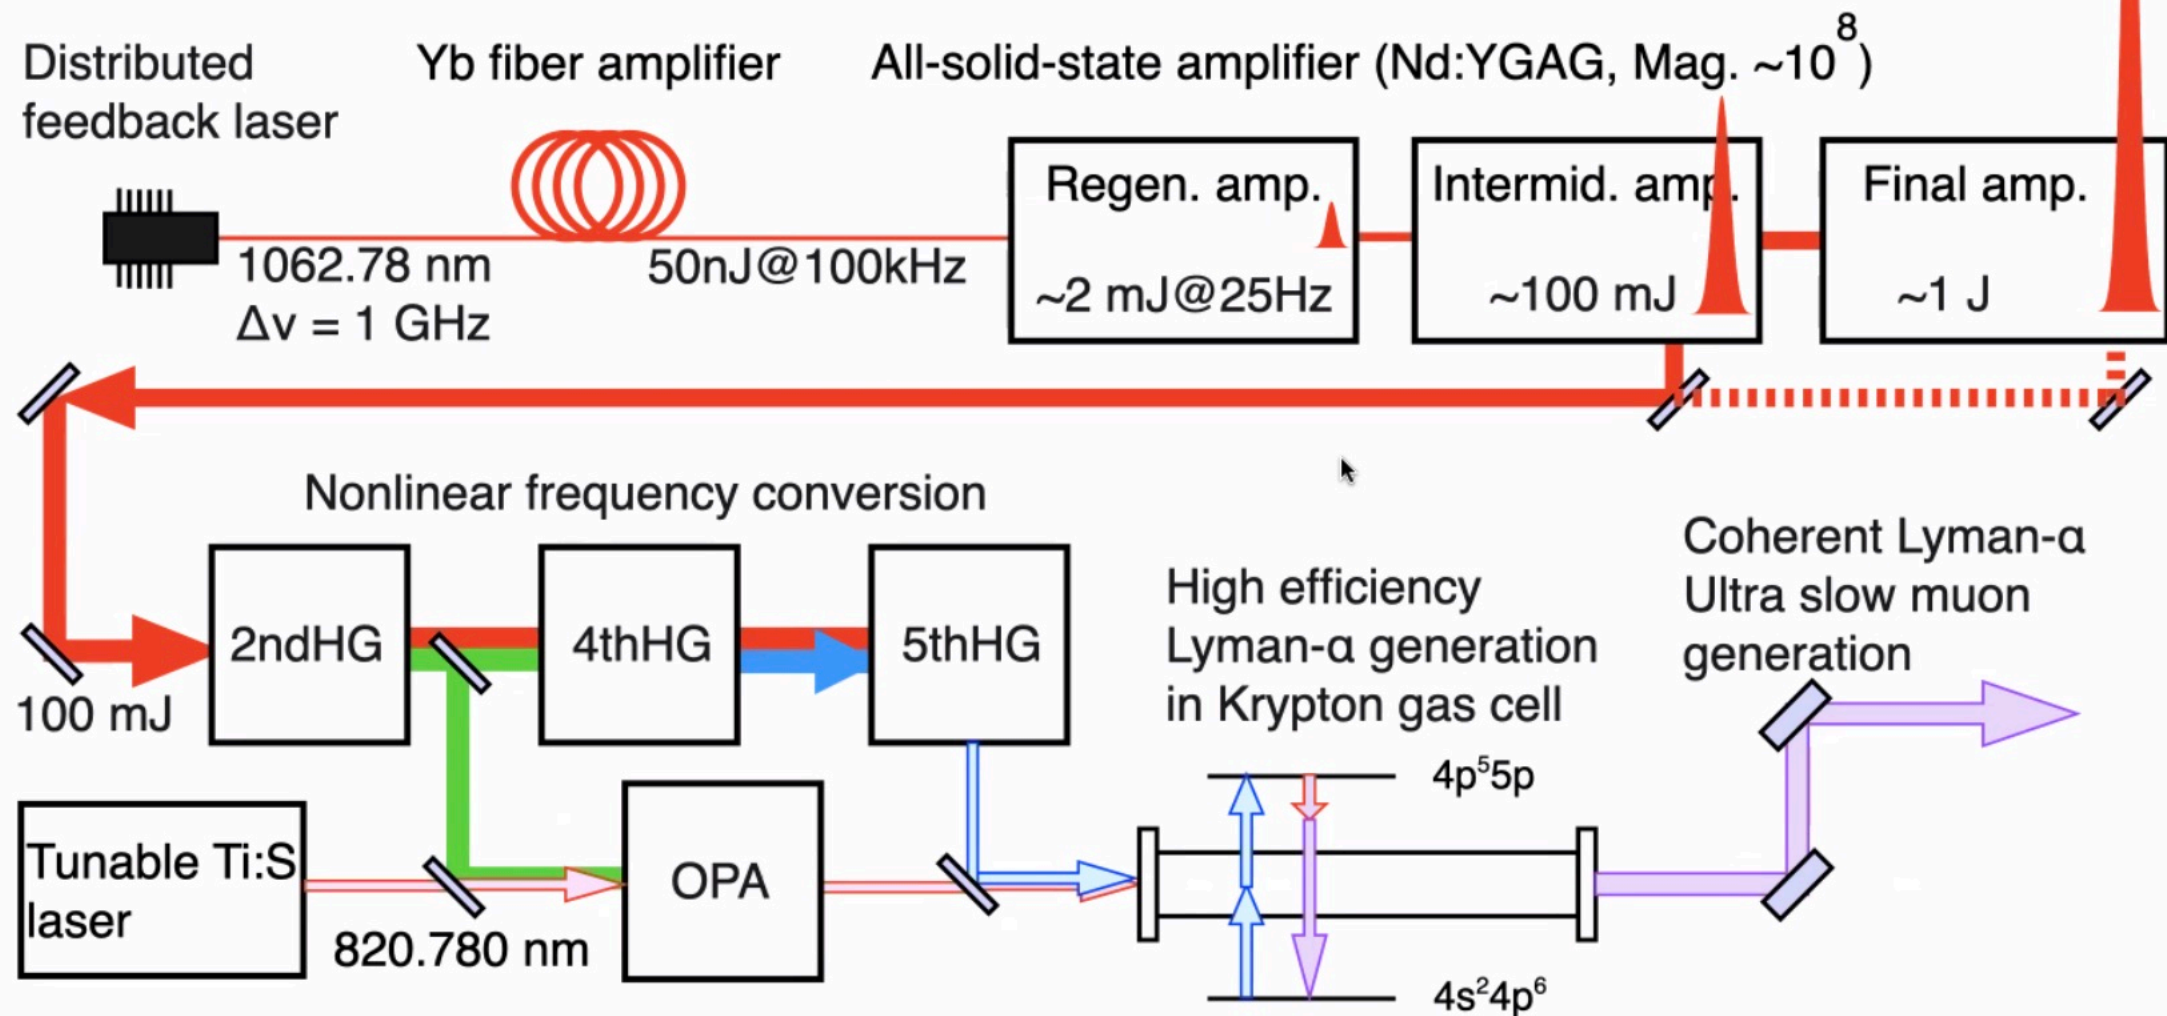 Distributed
feedback laser
Yb fiber amplifier
All-solid-state amplifier (Nd:YGAG, Mag. ~10⁸)
1062.78 nm
Δv = 1 GHz
50nJ@100kHz
Regen. amp.
~2 mJ@25Hz
Intermid. amp.
~100 mJ
Final amp.
~1 J
Nonlinear frequency conversion
100 mJ
2ndHG
4thHG
5thHG
Tunable Ti:S
laser
820.780 nm
OPA
High efficiency
Lyman-α generation
in Krypton gas cell
4p⁵5p
4s²4p⁶
Coherent Lyman-α
Ultra slow muon
generation